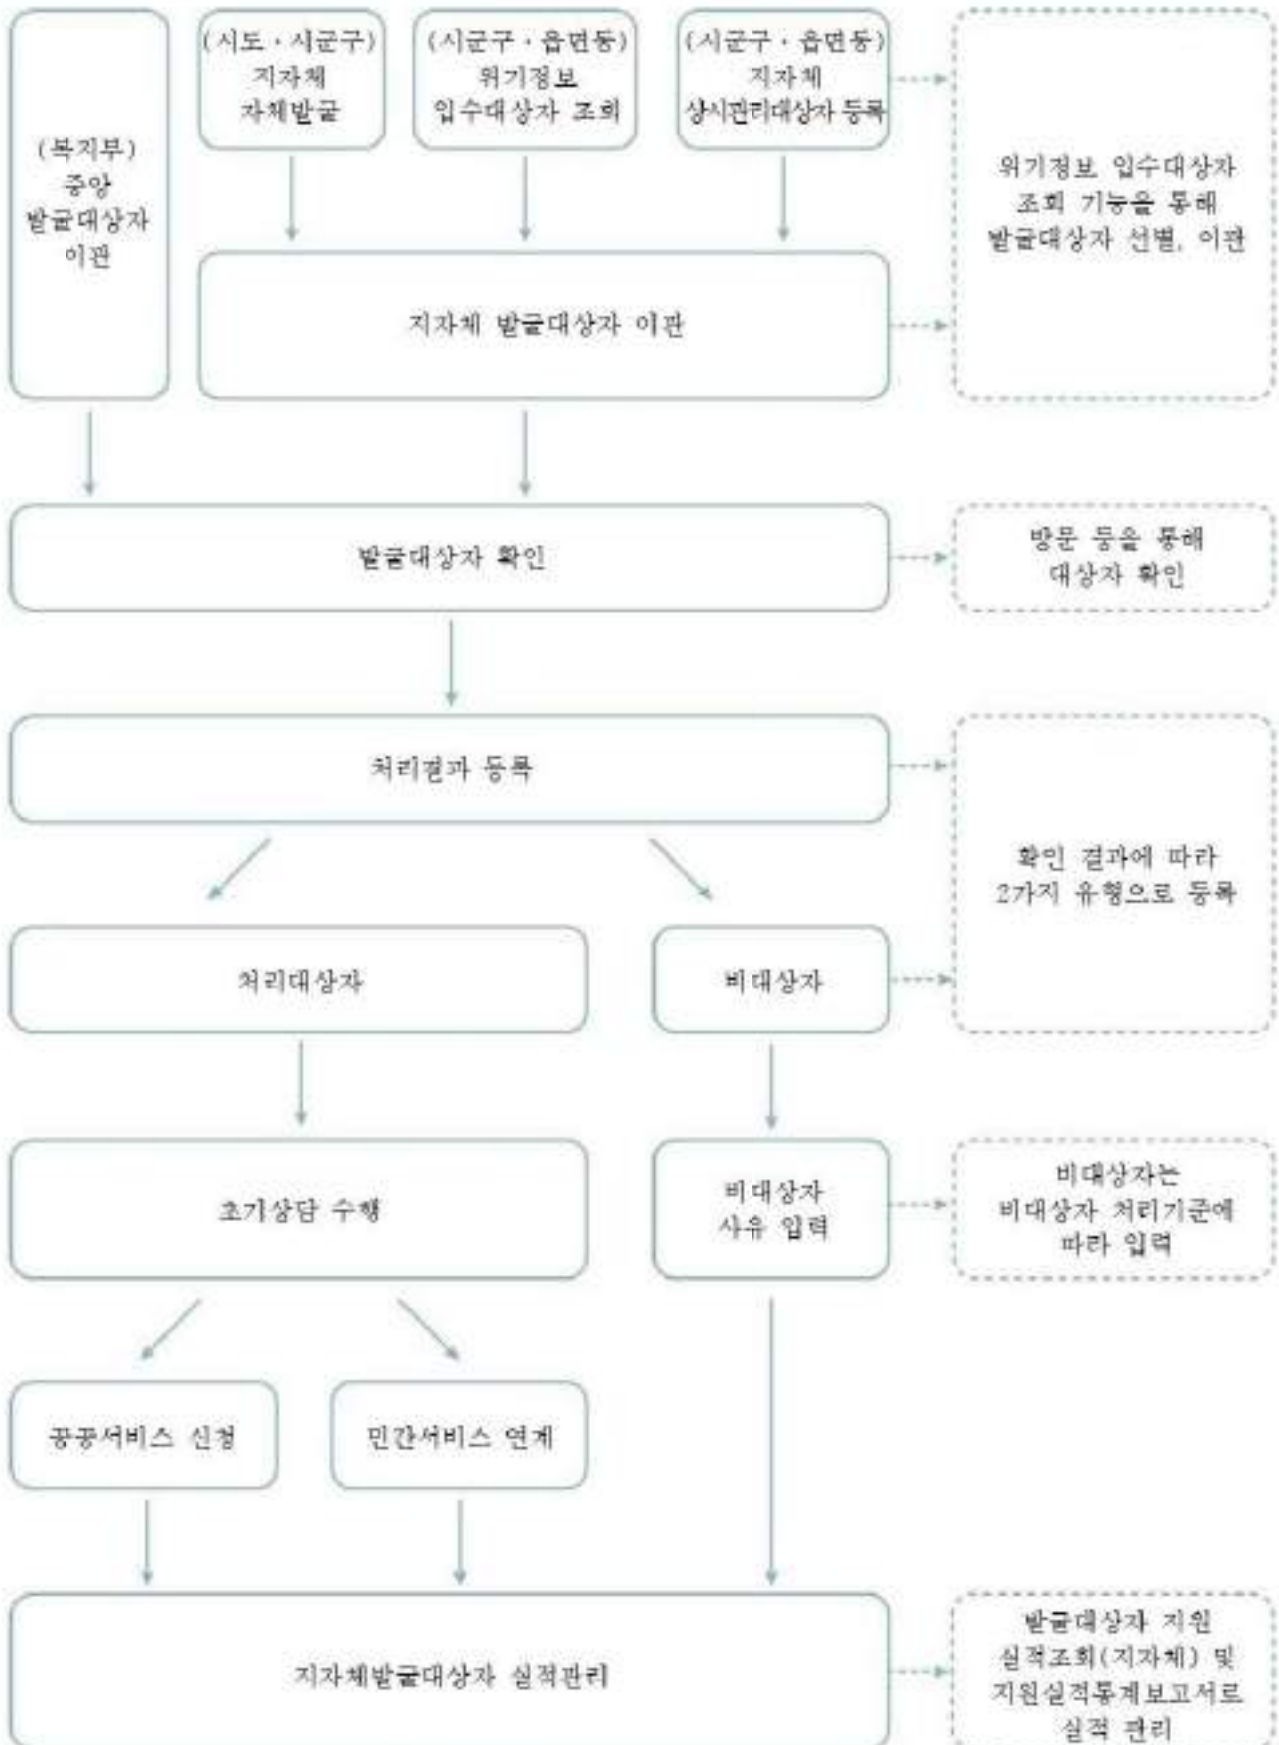 (복지부)
중앙
발굴대상자
이관
(시도·시군구)
지자체
자체발굴
(시군구·읍면동)
위기정보
입수대상자 조회
(시군구·읍면동)
지자체
상시관리대상자 등록
위기정보 입수대상자
조회 기능을 통해
발굴대상자 선별, 이관
지자체 발굴대상자 이관
발굴대상자 확인
방문 등을 통해
대상자 확인
처리결과 등록
확인 결과에 따라
2가지 유형으로 등록
처리대상자
비대상자
초기상담 수행
비대상자
사유 입력
비대상자는
비대상자 처리기준에
따라 입력
공공서비스 신청
민간서비스 연계
지자체발굴대상자 실적관리
발굴대상자 지원
실적조회(지자체) 및
지원실적통계보고서로
실적 관리